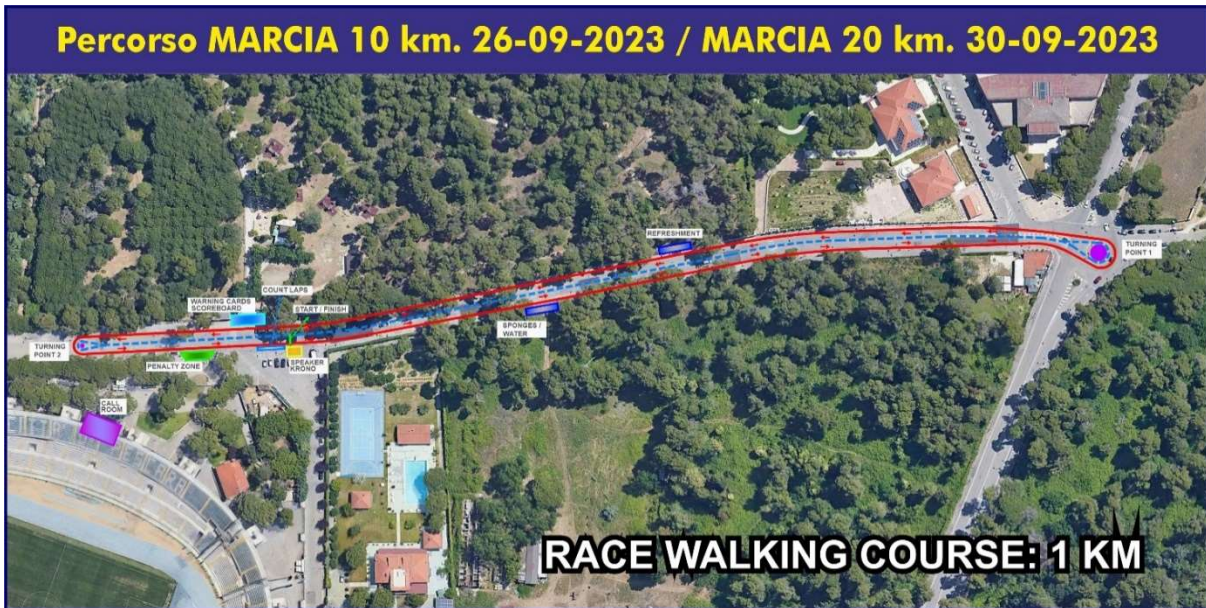 Percorso MARCIA 10 km. 26-09-2023 / MARCIA 20 km. 30-09-2023
REFRESHMENT
TURNING
POINT 1
COUNT LAPS
WARNING CARDS
SCOREBOARD
START / FINISH
SPONGES /
WATER
TURNING
POINT 2
PENALTY ZONE
SPEAKER
KRONO
CALL
ROOM
RACE WALKING COURSE: 1 KM